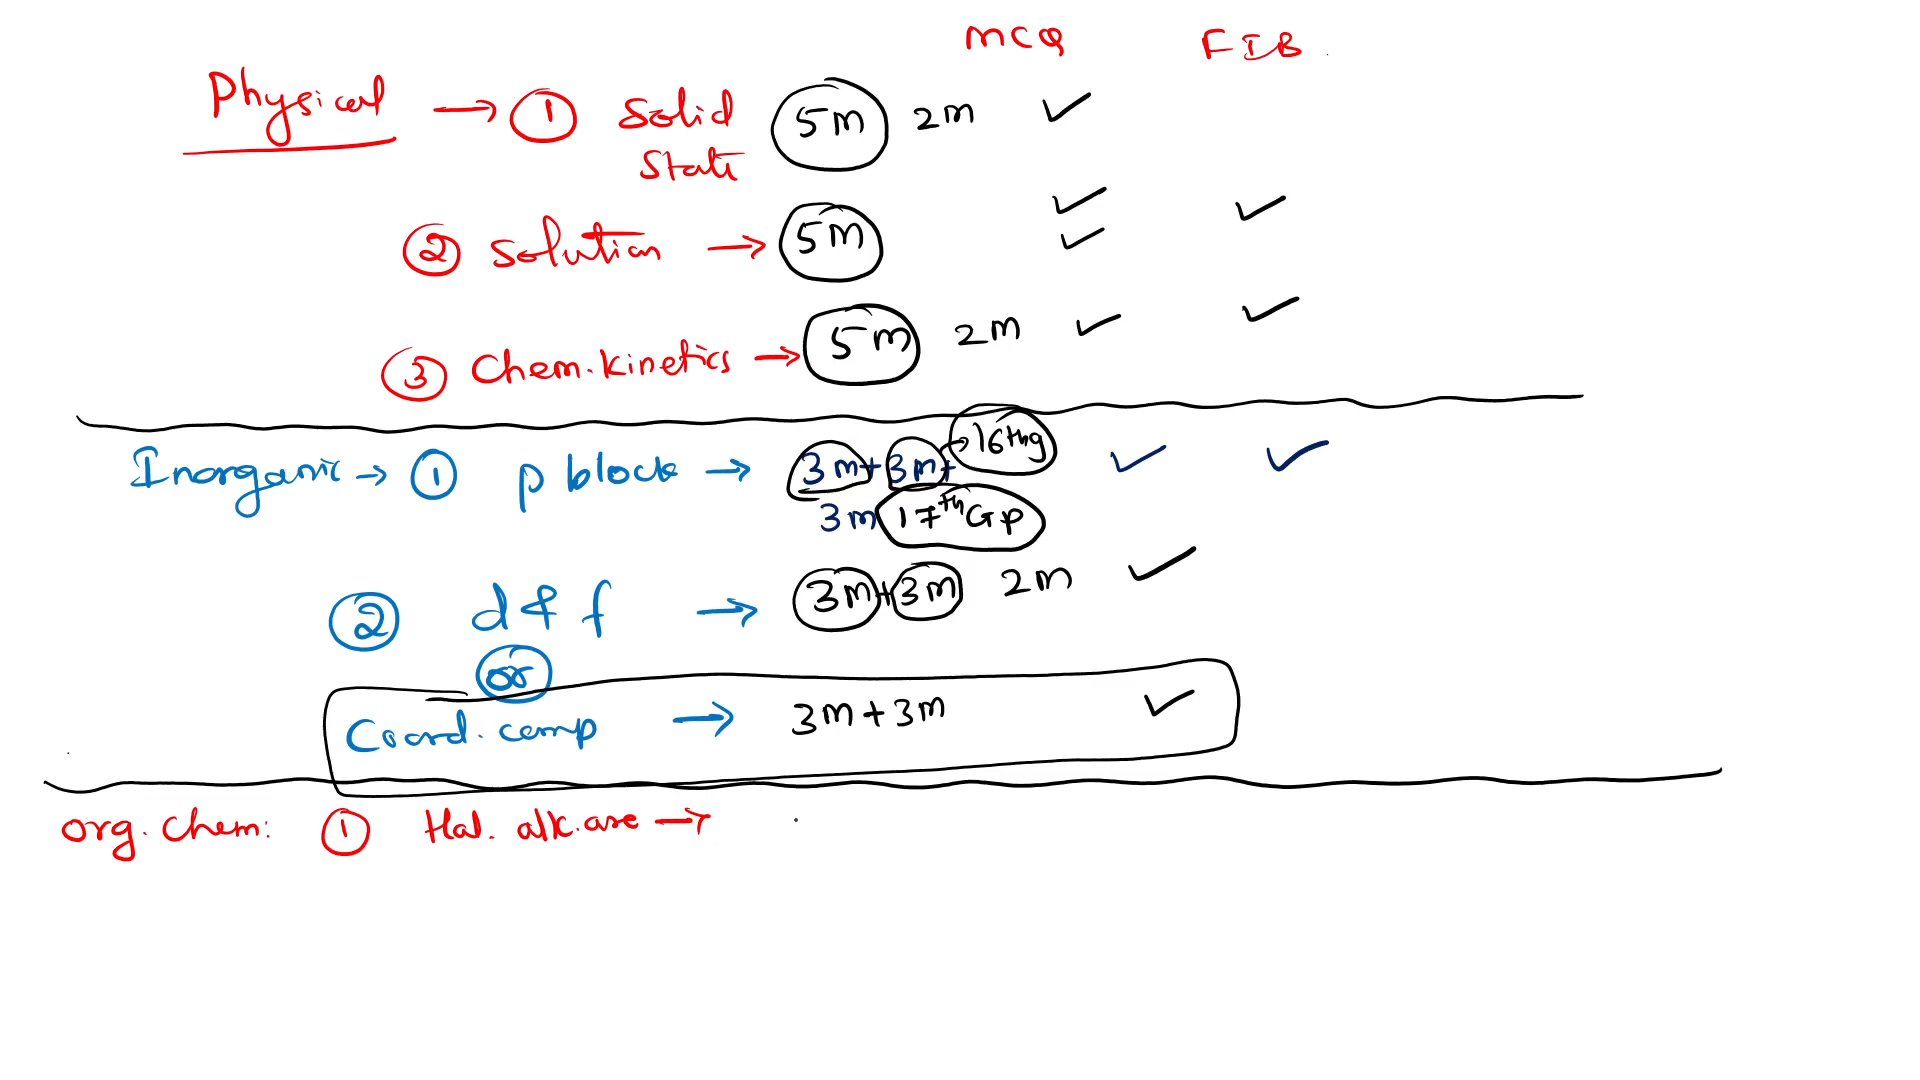 MCQ FIB
Physical → ① Solid State 5m 2m ✓
② Solution → 5m ✓ ✓ ✓
③ Chem.kinetics → 5m 2m ✓ ✓
Inorganic → ① p block → 3m + 3m + → 16th g ✓ ✓
3m 17th Gp
② d & f → 3m + 3m 2m ✓
or
Coord. comp → 3m + 3m ✓
org. chem: ① Hal. alk. are →